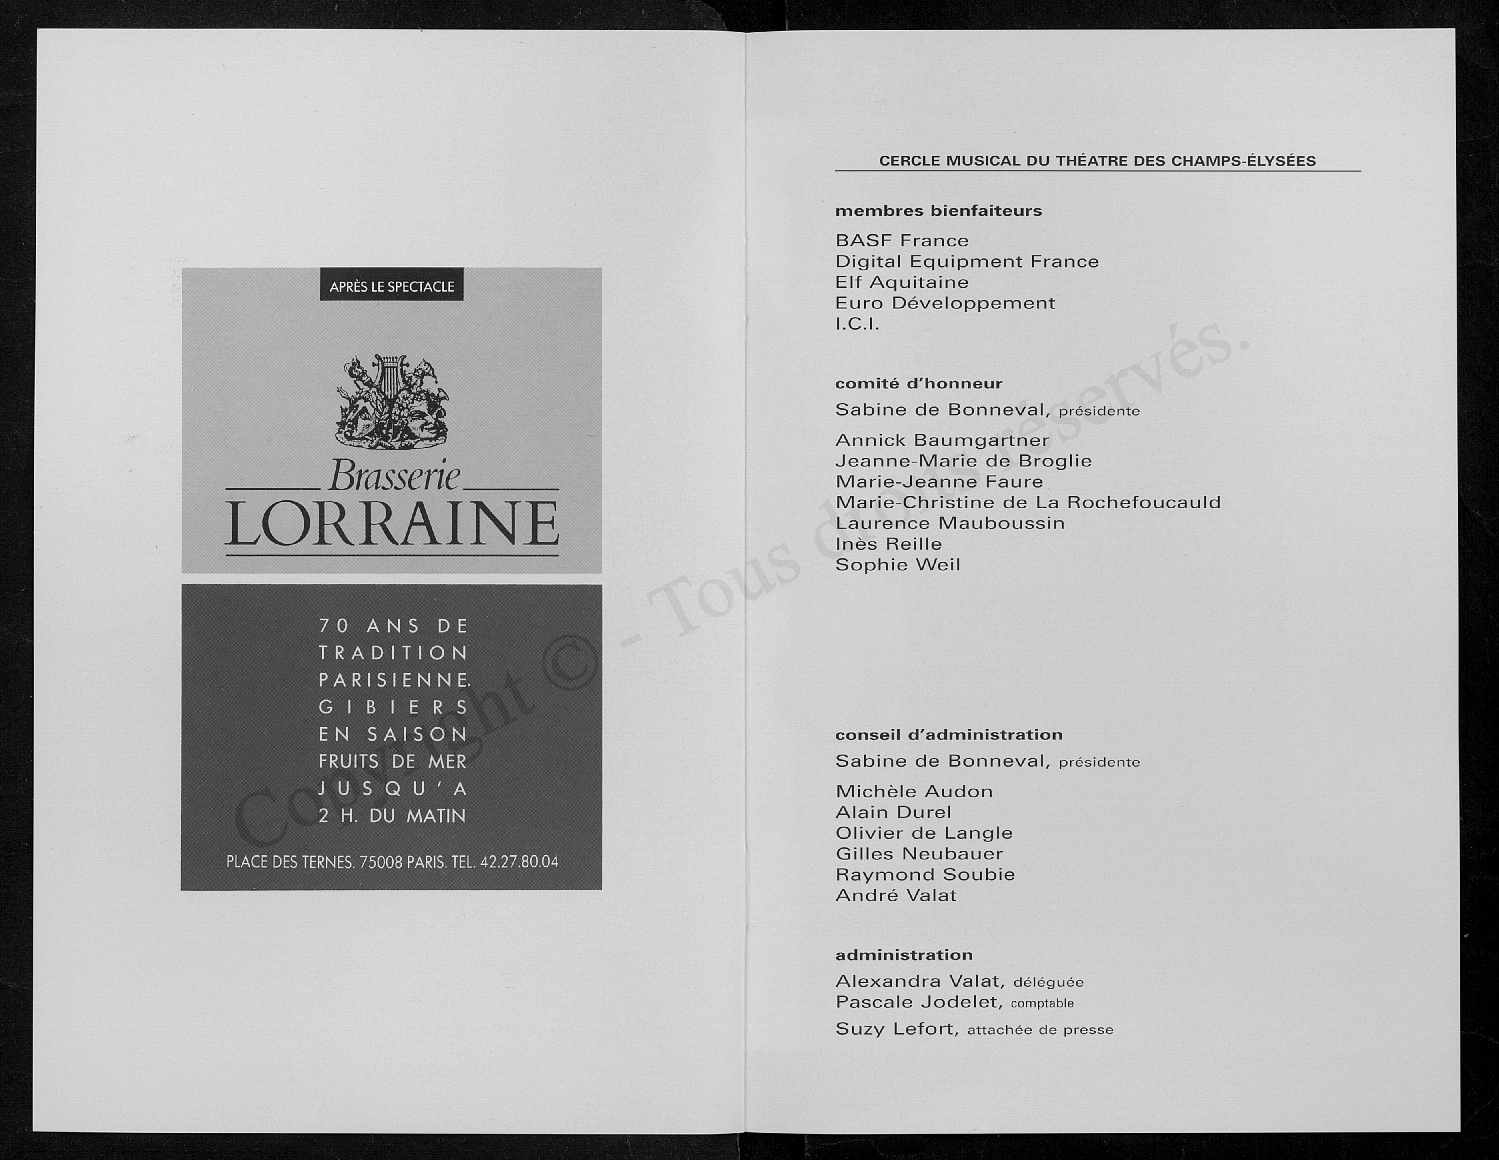 APRÈS LE SPECTACLE
Brasserie
LORRAINE
70 ANS DE
TRADITION
PARISIENNE.
GIBIERS
EN SAISON
FRUITS DE MER
JUSQU'A
2 H. DU MATIN
PLACE DES TERNES. 75008 PARIS. TEL. 42.27.80.04
CERCLE MUSICAL DU THÉATRE DES CHAMPS-ÉLYSÉES
membres bienfaiteurs
BASF France
Digital Equipment France
Elf Aquitaine
Euro Développement
I.C.I.
comité d'honneur
Sabine de Bonneval, présidente
Annick Baumgartner
Jeanne-Marie de Broglie
Marie-Jeanne Faure
Marie-Christine de La Rochefoucauld
Laurence Mauboussin
Inès Reille
Sophie Weil
conseil d'administration
Sabine de Bonneval, présidente
Michèle Audon
Alain Durel
Olivier de Langle
Gilles Neubauer
Raymond Soubie
André Valat
administration
Alexandra Valat, déléguée
Pascale Jodelet, comptable
Suzy Lefort, attachée de presse
Copyright © - Tous droits réservés.